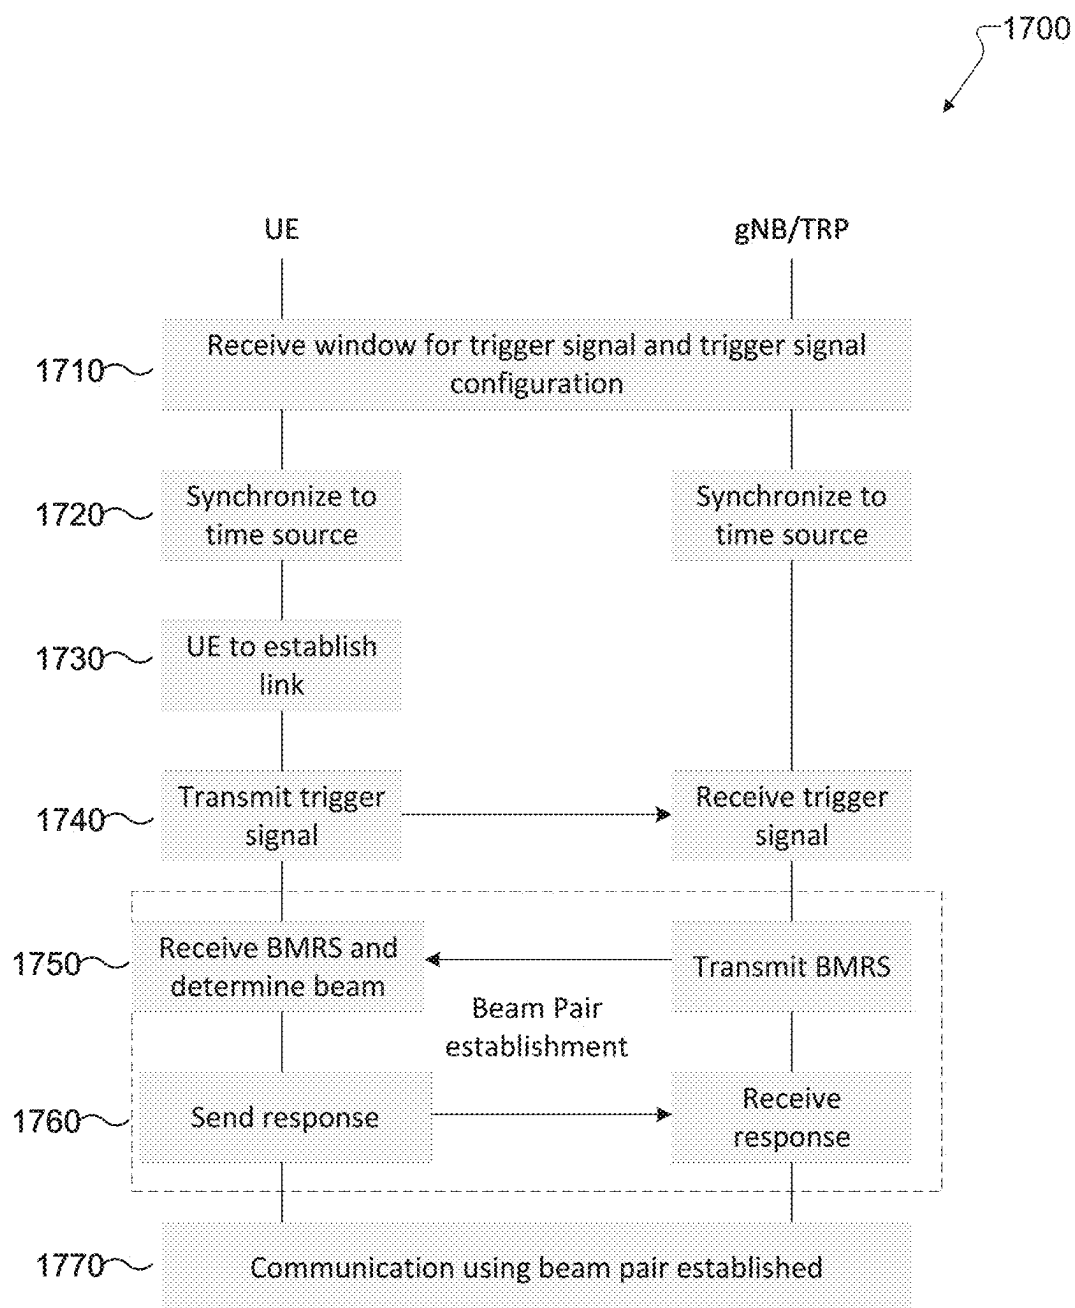 1700
UE
gNB/TRP
1710
Receive window for trigger signal and trigger signal
configuration
1720
Synchronize to
time source
Synchronize to
time source
1730
UE to establish
link
1740
Transmit trigger
signal
Receive trigger
signal
1750
Receive BMRS and
determine beam
Transmit BMRS
Beam Pair
establishment
1760
Send response
Receive
response
1770
Communication using beam pair established